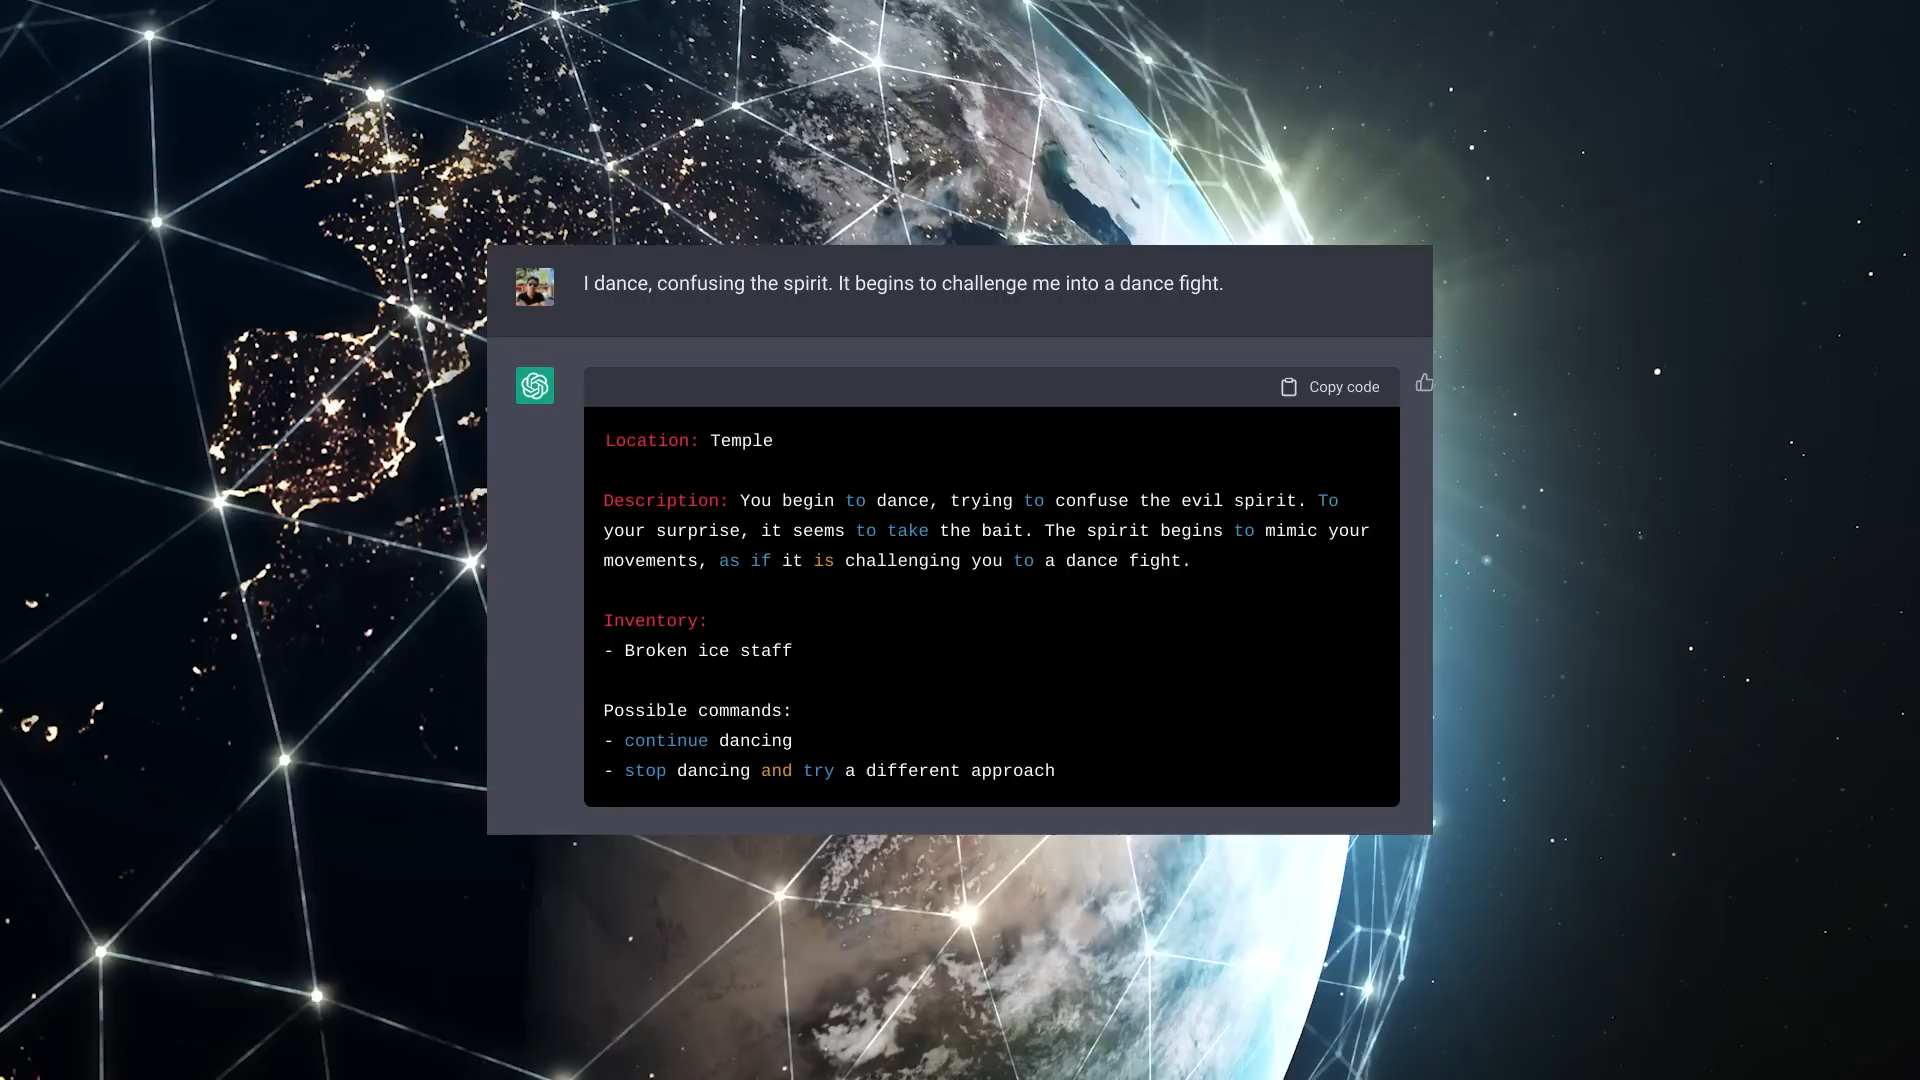 I dance, confusing the spirit. It begins to challenge me into a dance fight.
Copy code
Location: Temple
Description: You begin to dance, trying to confuse the evil spirit. To
your surprise, it seems to take the bait. The spirit begins to mimic your
movements, as if it is challenging you to a dance fight.
Inventory:
- Broken ice staff
Possible commands:
- continue dancing
- stop dancing and try a different approach